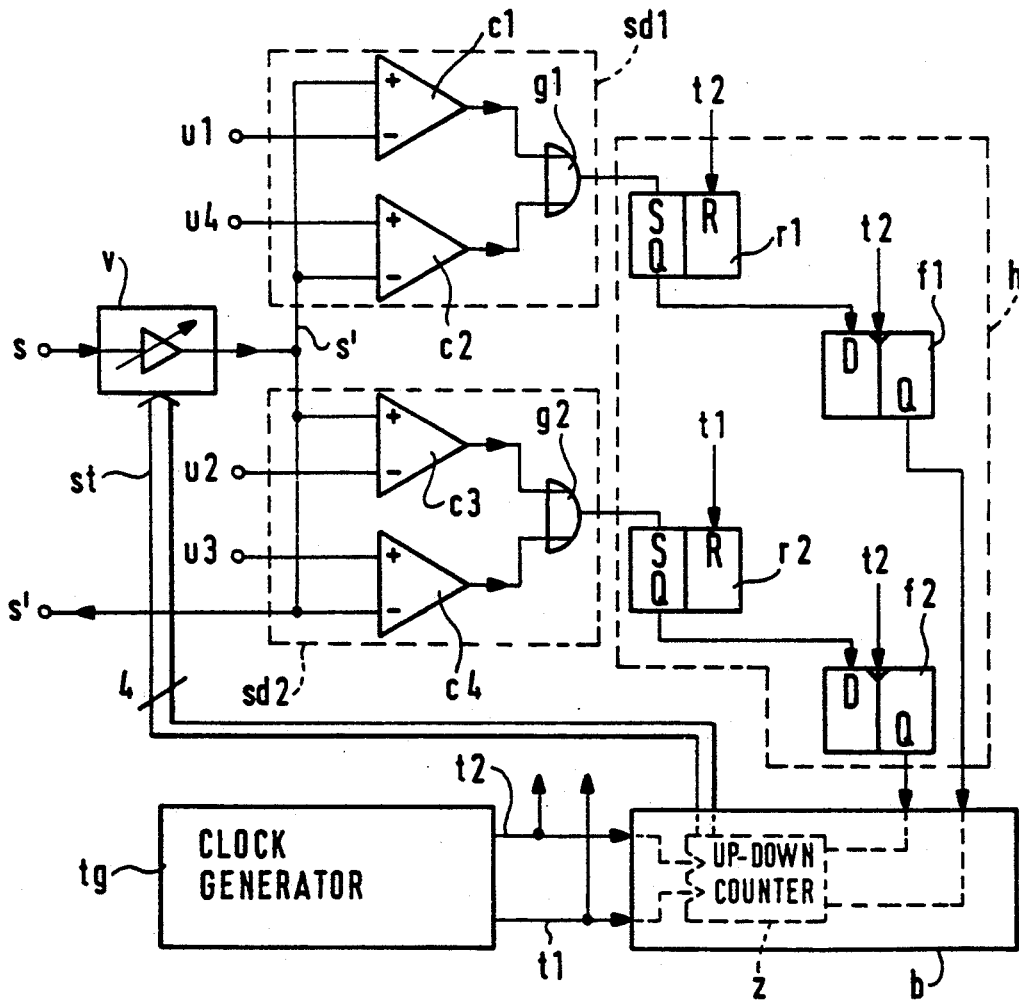 c1
sd1
+
g1
t2
u1
−
u4
+
S R
r1
t2
Q
f1
h
v
−
s
s'
c2
D
Q
+
g2
t1
st
u2
−
c3
u3
+
S R
r2
t2
Q
f2
s'
−
4
sd2
c4
D
Q
t2
CLOCK
GENERATOR
UP-DOWN
COUNTER
tg
t1
z
b